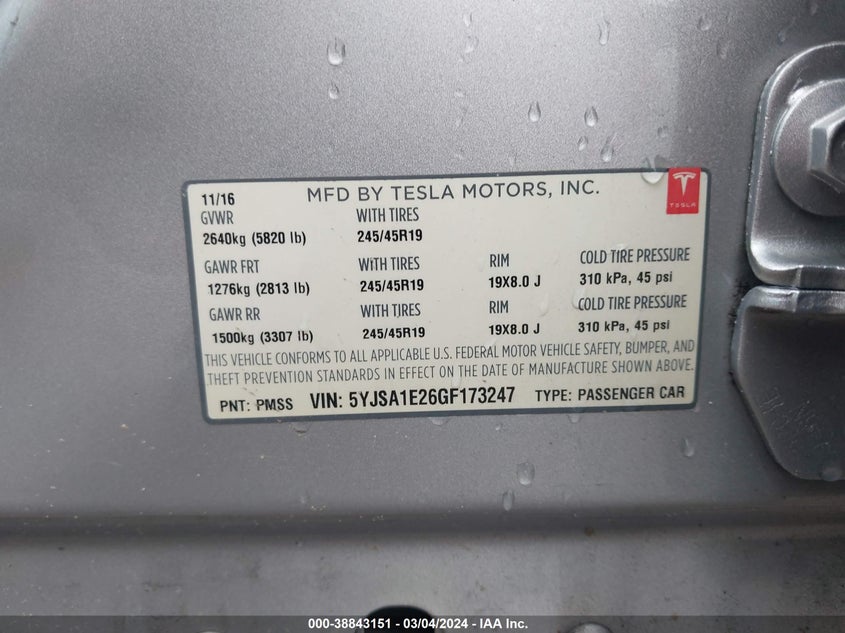 11/16 MFD BY TESLA MOTORS, INC. TESLA
GVWR WITH TIRES
2640kg (5820 lb) 245/45R19
GAWR FRT WITH TIRES RIM COLD TIRE PRESSURE
1276kg (2813 lb) 245/45R19 19X8.0 J 310 kPa, 45 psi
GAWR RR WITH TIRES RIM COLD TIRE PRESSURE
1500kg (3307 lb) 245/45R19 19X8.0 J 310 kPa, 45 psi
THIS VEHICLE CONFORMS TO ALL APPLICABLE U.S. FEDERAL MOTOR VEHICLE SAFETY, BUMPER, AND
THEFT PREVENTION STANDARDS IN EFFECT ON THE DATE OF MANUFACTURE SHOWN ABOVE.
PNT: PMSS VIN: 5YJSA1E26GF173247 TYPE: PASSENGER CAR
000-38843151 - 03/04/2024 - IAA Inc.